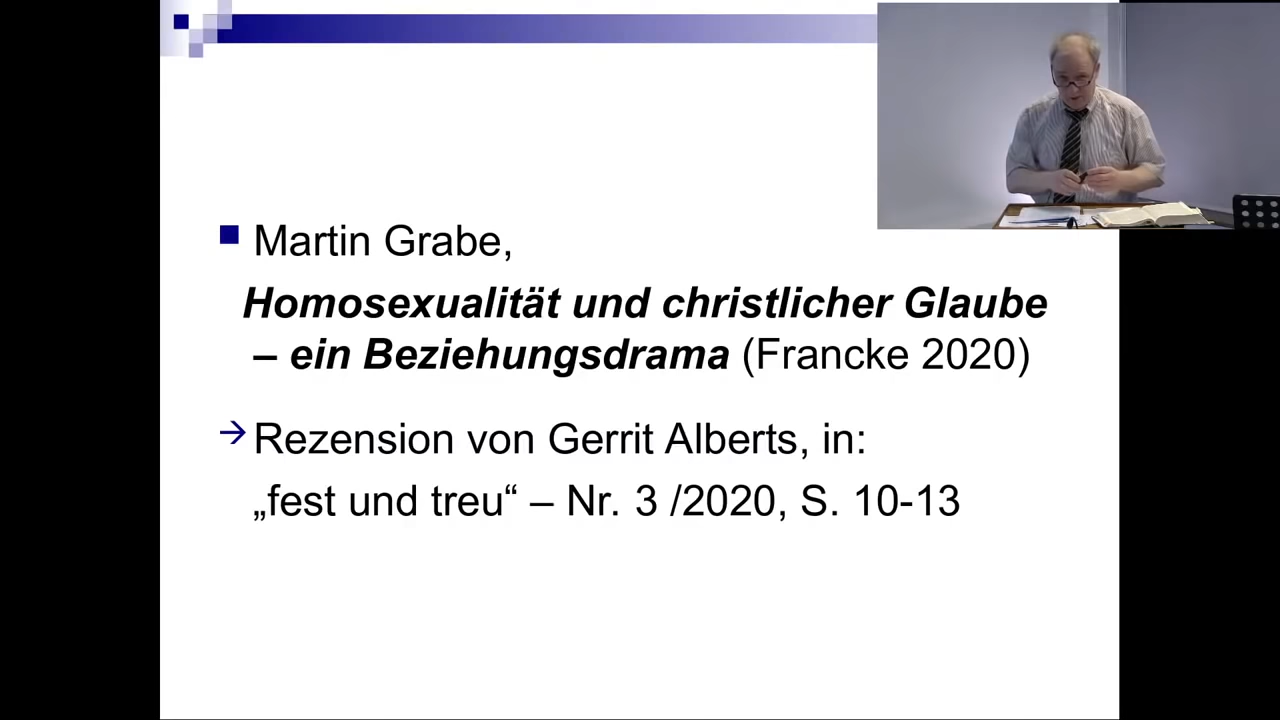 Martin Grabe,
Homosexualität und christlicher Glaube
– ein Beziehungsdrama (Francke 2020)
→ Rezension von Gerrit Alberts, in:
„fest und treu“ – Nr. 3 /2020, S. 10-13